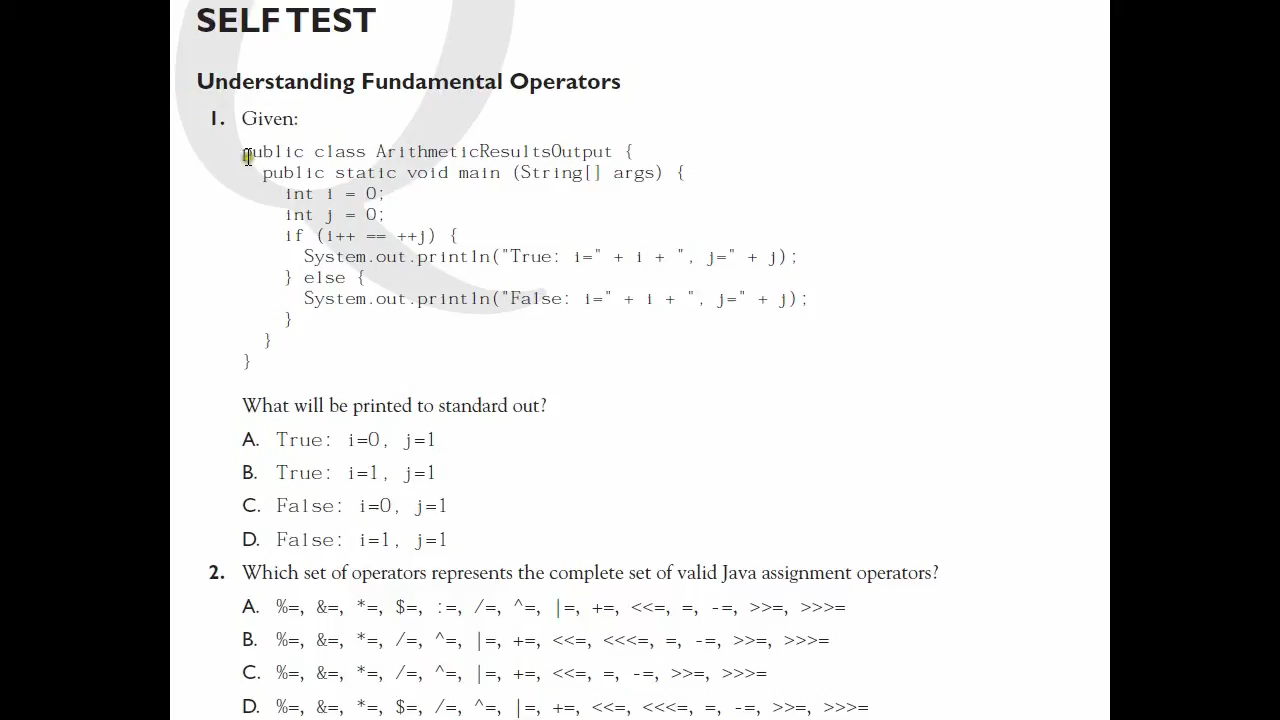 SELF TEST
Understanding Fundamental Operators
1. Given:
public class ArithmeticResultsOutput {
public static void main (String[] args) {
int i = 0;
int j = 0;
if (i++ == ++j) {
System.out.println("True: i=" + i + ", j=" + j);
} else {
System.out.println("False: i=" + i + ", j=" + j);
}
}
}
What will be printed to standard out?
A. True: i=0, j=1
B. True: i=1, j=1
C. False: i=0, j=1
D. False: i=1, j=1
2. Which set of operators represents the complete set of valid Java assignment operators?
A. %=, &=, *=, $=, :=, /=, ^=, |=, +=, <<=, =, -=, >>=, >>>=
B. %=, &=, *=, /=, ^=, |=, +=, <<=, <<<=, =, -=, >>=, >>>=
C. %=, &=, *=, /=, ^=, |=, +=, <<=, =, -=, >>=, >>>=
D. %=, &=, *=, $=, /=, ^=, |=, +=, <<=, <<<=, =, -=, >>=, >>>=